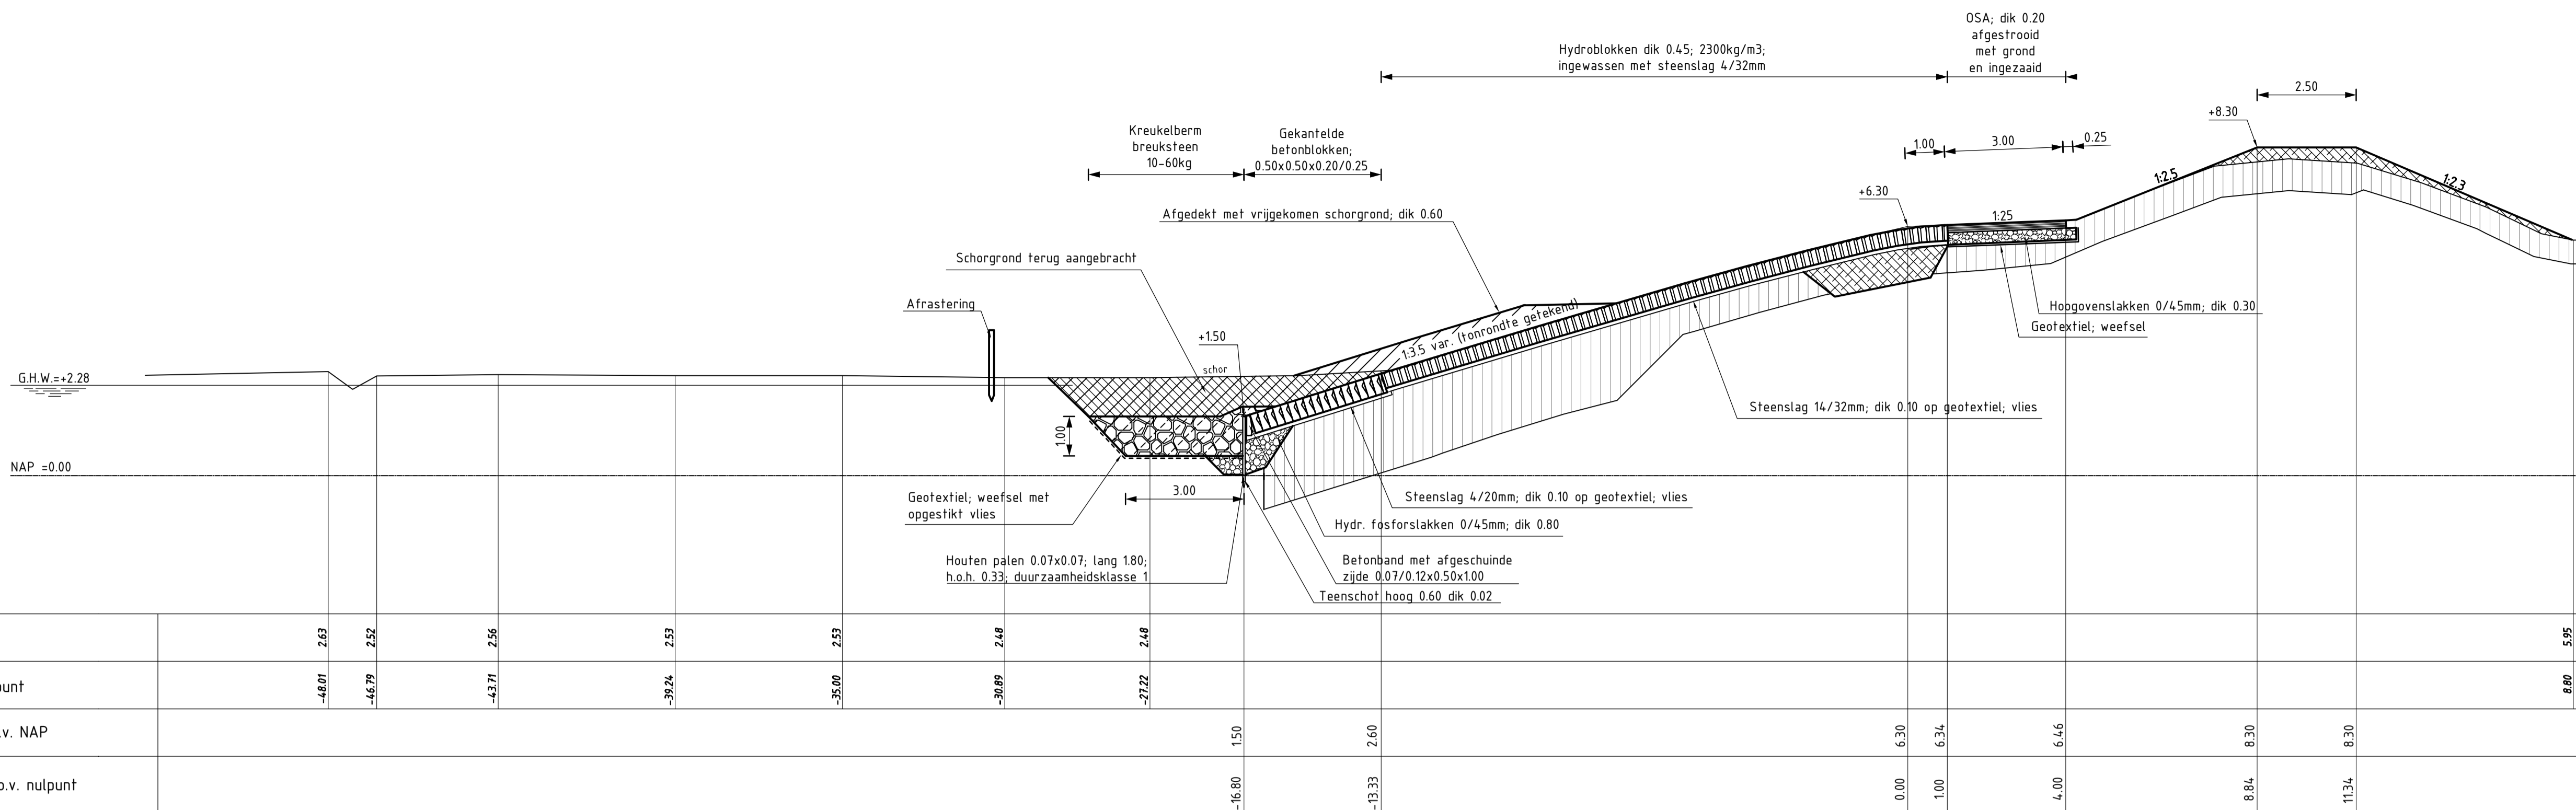 OSA; dik 0.20
afgestrooid
met grond
en ingezaaid
Hydroblokken dik 0.45; 2300kg/m3;
ingewassen met steenslag 4/32mm
2.50
+8.30
Kreukelberm
breuksteen
10-60kg
Gekantelde
betonblokken;
0.50x0.50x0.20/0.25
1.00
3.00
0.25
1:2.5
1:2.3
+6.30
1:25
Afgedekt met vrijgekomen schorgrond; dik 0.60
Schorgrond terug aangebracht
Afrastering
+1.50
1:3.5 var. (tonrondte getekend)
Hoogovenslakken 0/45mm; dik 0.30
Geotextiel; weefsel
schor
G.H.W.=+2.28
Steenslag 14/32mm; dik 0.10 op geotextiel; vlies
1.00
NAP =0.00
3.00
Geotextiel; weefsel met
opgestikt vlies
Steenslag 4/20mm; dik 0.10 op geotextiel; vlies
Hydr. fosforslakken 0/45mm; dik 0.80
Houten palen 0.07x0.07; lang 1.80;
h.o.h. 0.33; duurzaamheidsklasse 1
Betonband met afgeschuinde
zijde 0.07/0.12x0.50x1.00
Teenschot hoog 0.60 dik 0.02
2.63 2.52 2.56 2.53 2.53 2.48 2.48 5.95
punt -48.01 -46.79 -43.71 -39.24 -35.00 -30.89 -27.22 8.80
.v. NAP 1.50 2.60 6.30 6.34 6.46 8.30 8.30
o.v. nulpunt -16.80 -13.33 0.00 1.00 4.00 8.84 11.34